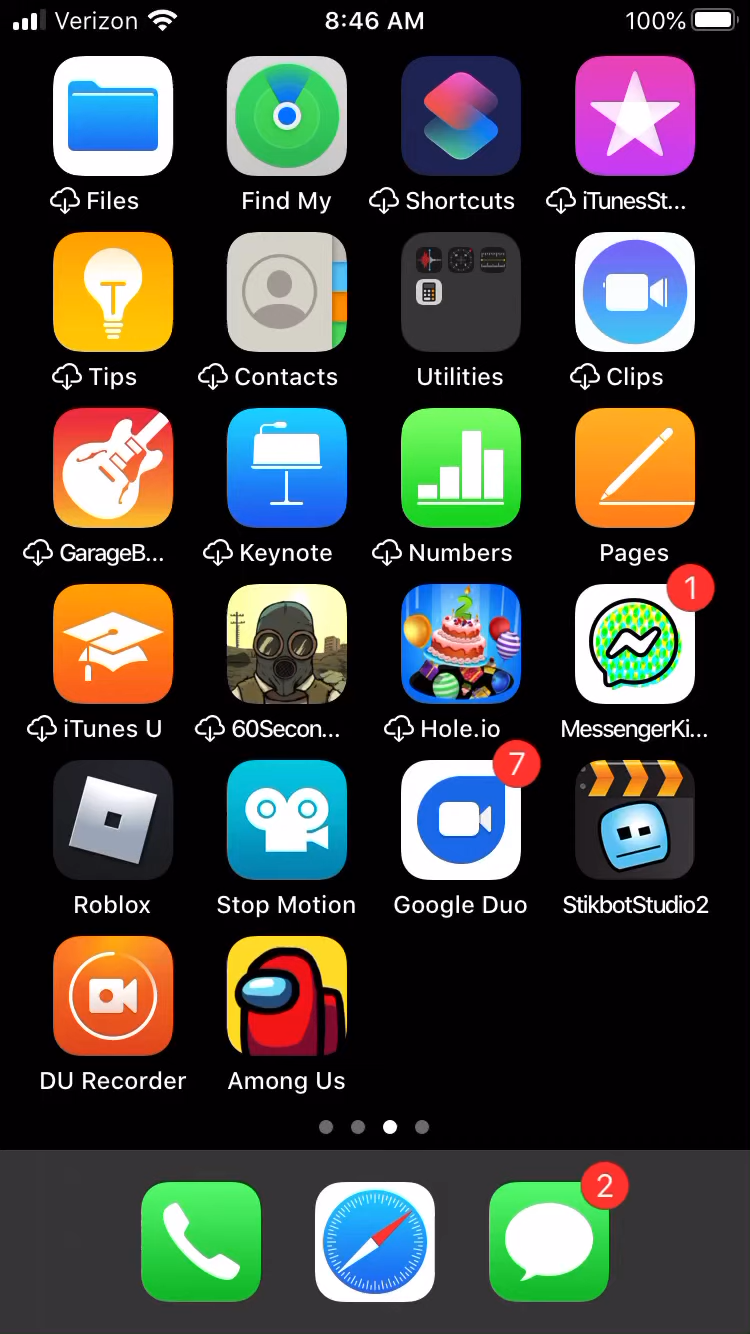 Verizon 8:46 AM 100%
Files Find My Shortcuts iTunesSt...
Tips Contacts Utilities Clips
GarageB... Keynote Numbers Pages
1
iTunes U 60Secon... Hole.io MessengerKi...
7
Roblox Stop Motion Google Duo StikbotStudio2
DU Recorder Among Us
2